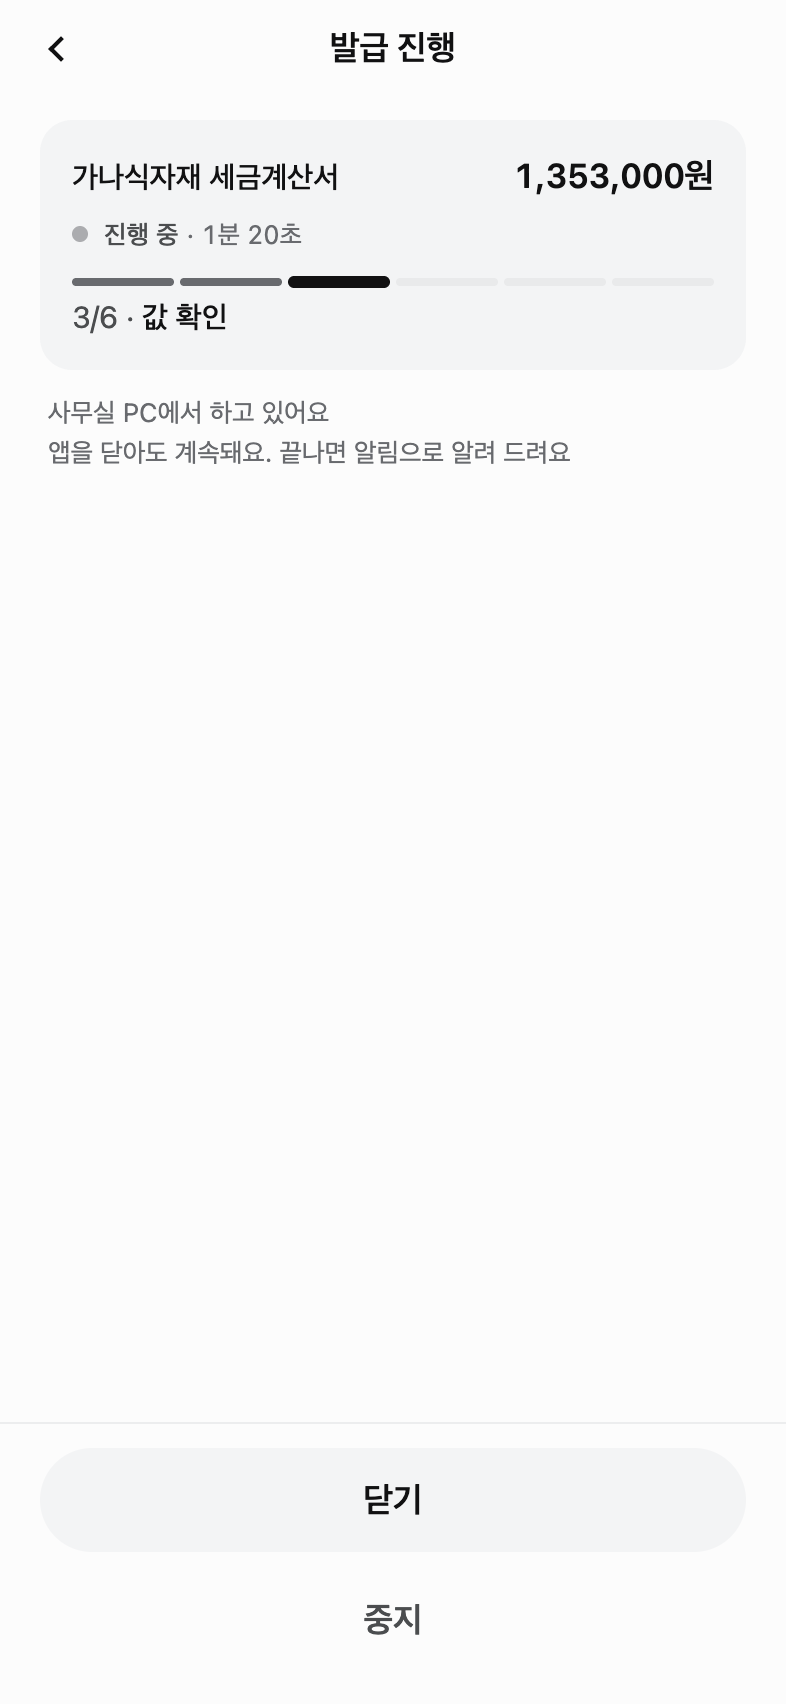 발급 진행
가나식자재 세금계산서 1,353,000원
진행 중 · 1분 20초
3/6 · 값 확인
사무실 PC에서 하고 있어요
앱을 닫아도 계속돼요. 끝나면 알림으로 알려 드려요
닫기
중지